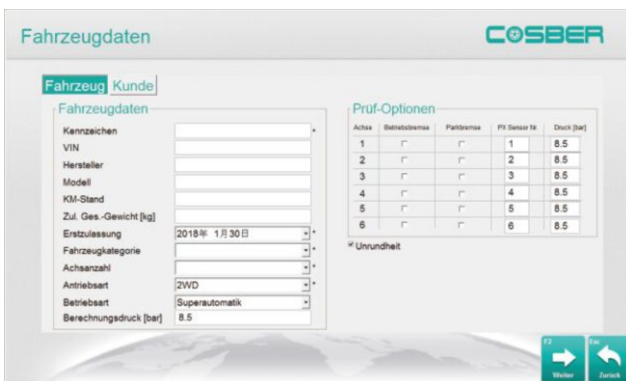 Fahrzeugdaten
COSBER
Fahrzeug Kunde
Fahrzeugdaten
Kennzeichen *
VIN
Hersteller
Modell
KM-Stand
Zul. Ges.-Gewicht [kg]
Erstzulassung 2018年 1月30日 *
Fahrzeugkategorie *
Achsanzahl *
Antriebsart 2WD *
Betriebsart Superautomatik
Berechnungsdruck [bar] 8.5
Prüf-Optionen
Achse Betriebsbremse Parkbremse PX Sensor Nr. Druck [bar]
1 1 8.5
2 2 8.5
3 3 8.5
4 4 8.5
5 5 8.5
6 6 8.5
Unrundheit
F2 Esc
Weiter Zurück